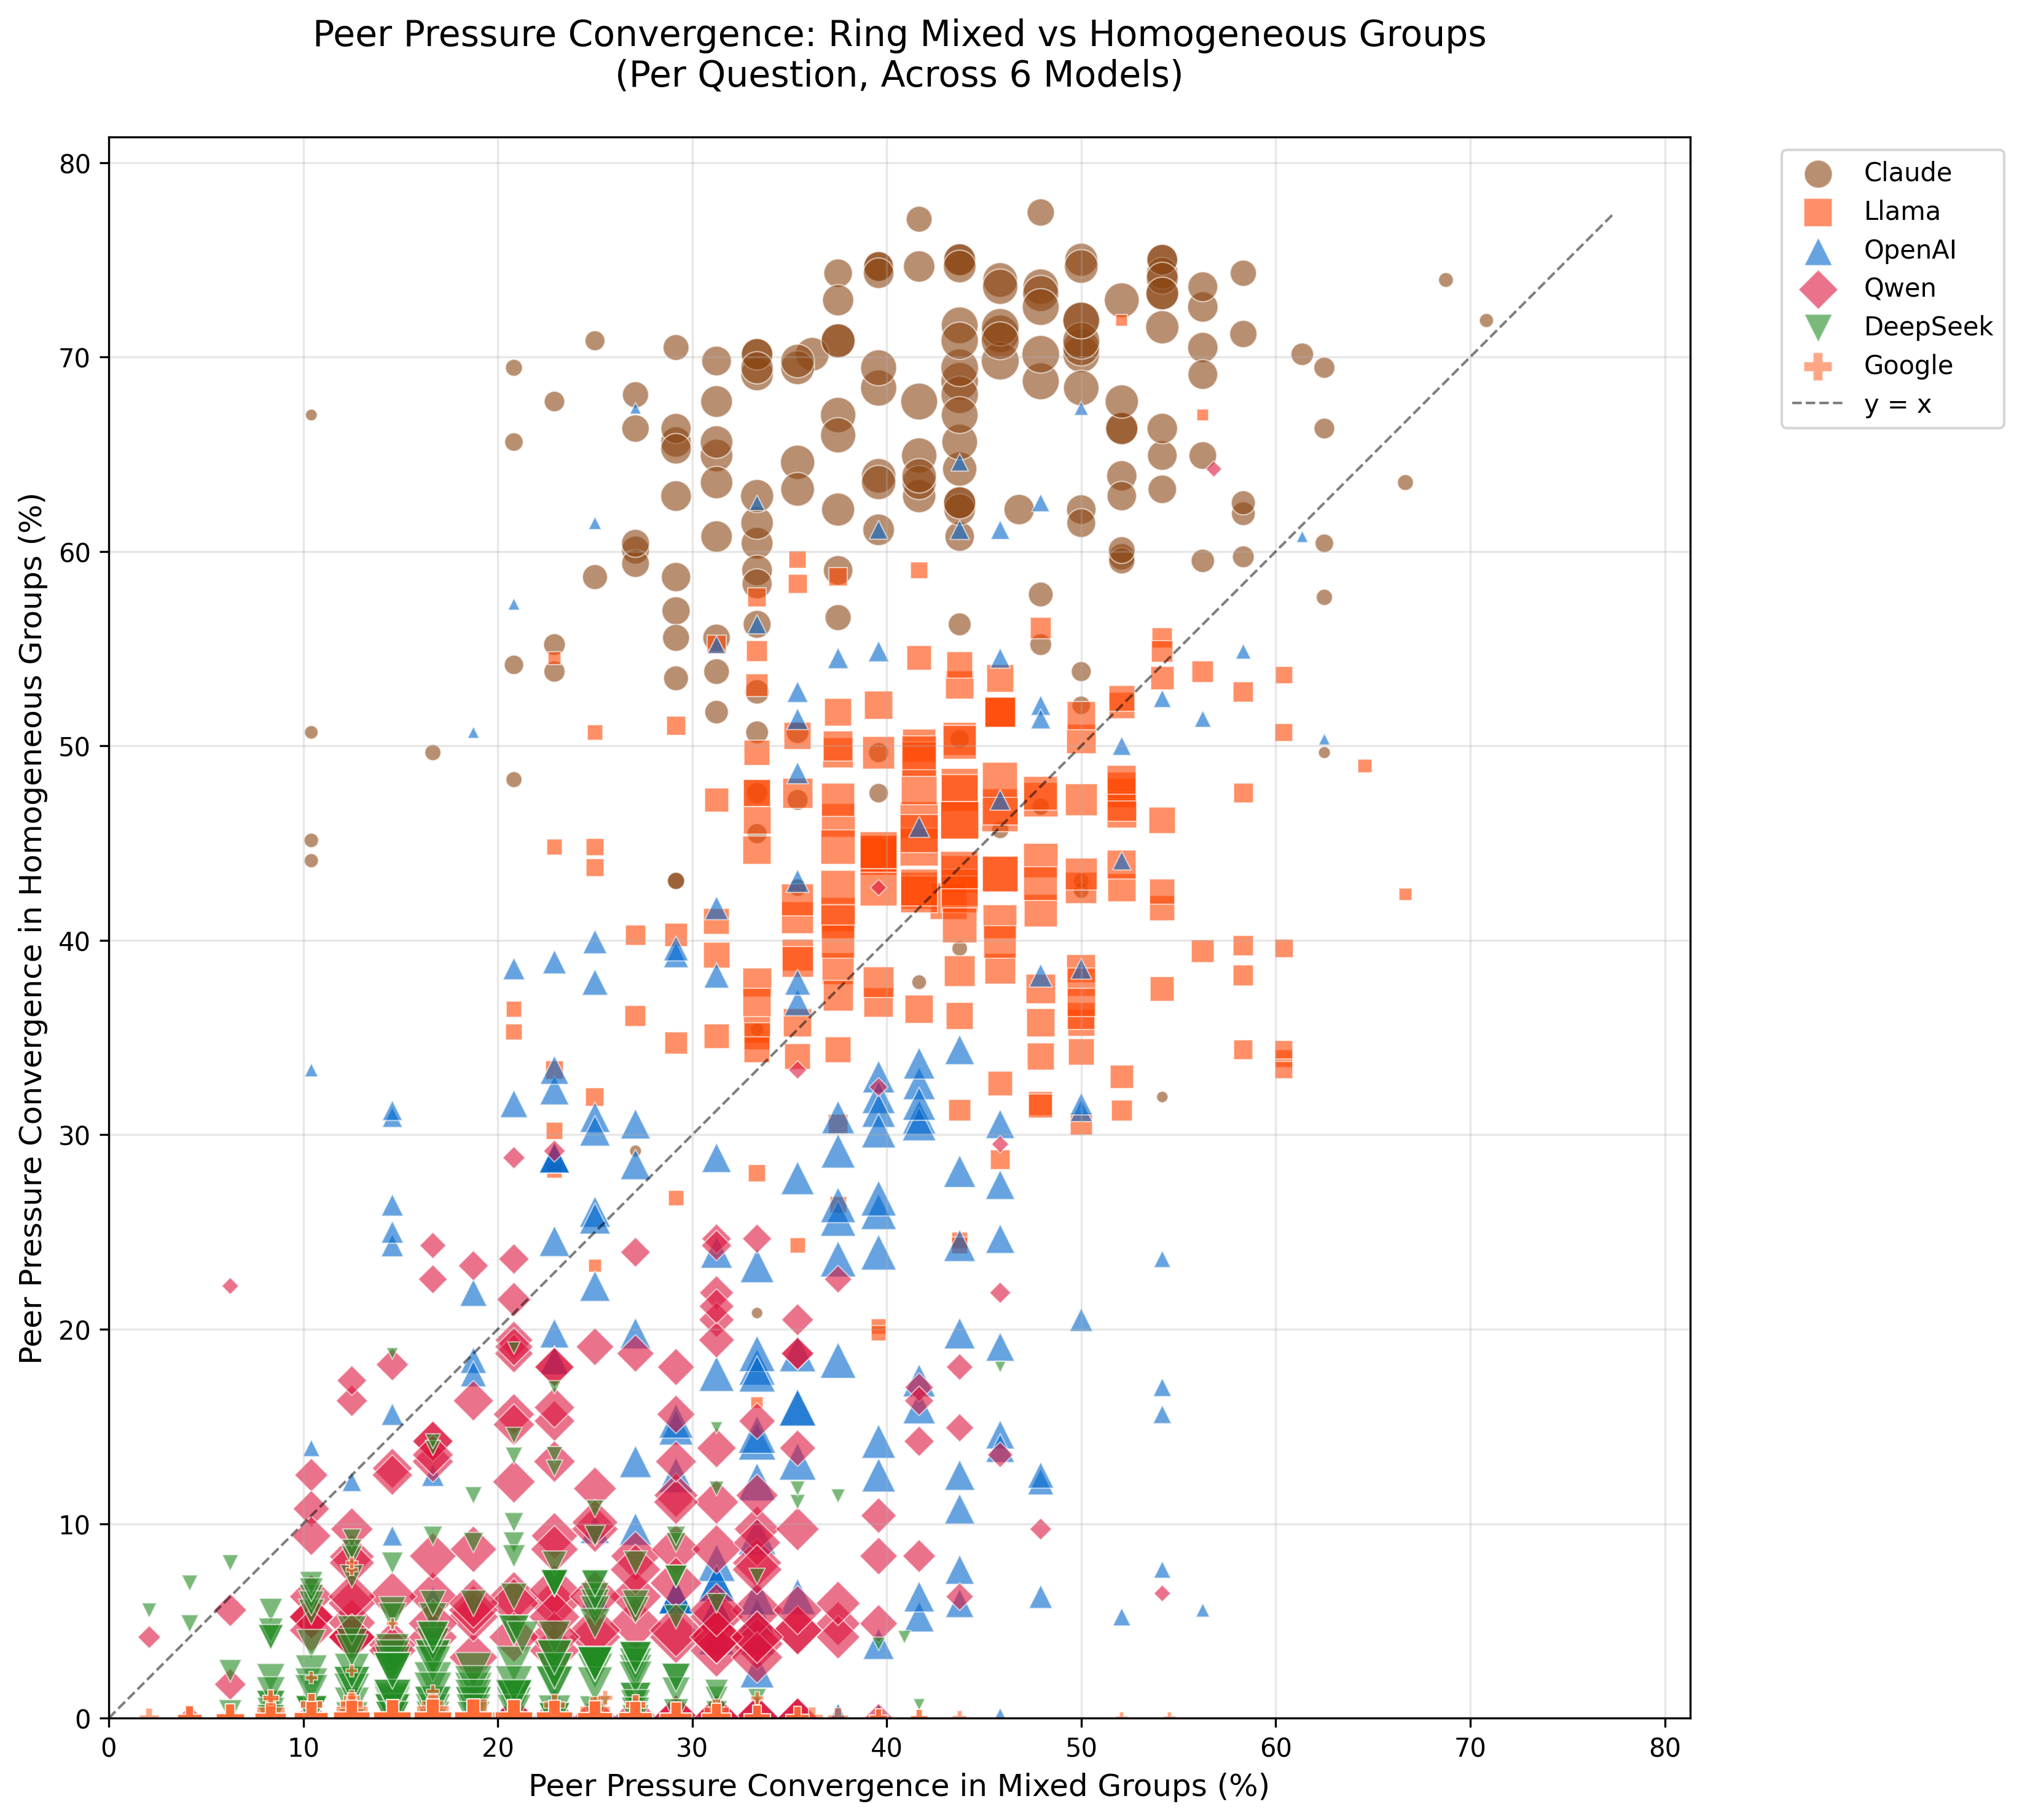 Peer Pressure Convergence: Ring Mixed vs Homogeneous Groups
(Per Question, Across 6 Models)
Peer Pressure Convergence in Homogeneous Groups (%)
80
70
60
50
40
30
20
10
0
0 10 20 30 40 50 60 70 80
Peer Pressure Convergence in Mixed Groups (%)
Claude
Llama
OpenAI
Qwen
DeepSeek
Google
y = x